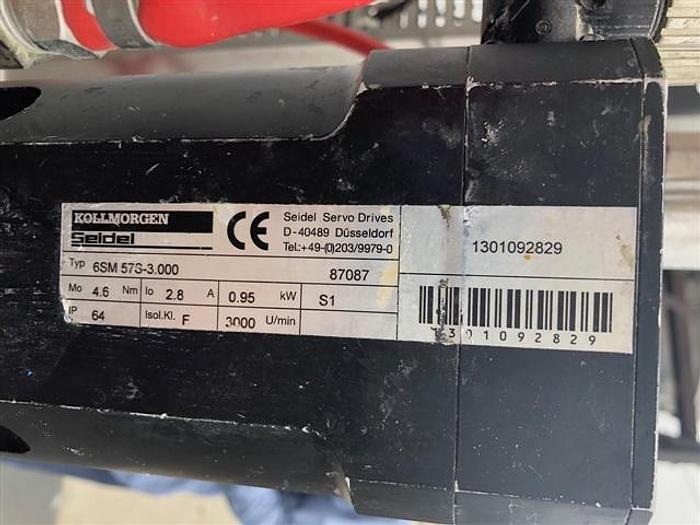 KOLLMORGEN
Seidel
CE
Seidel Servo Drives
D-40489 Düsseldorf
Tel.:+49-(0)203/9979-0
Typ 6SM 57S-3.000 87087
Mo 4.6 Nm Io 2.8 A 0.95 kW S1
IP 64 Isol.Kl. F 3000 U/min
1301092829
1301092829